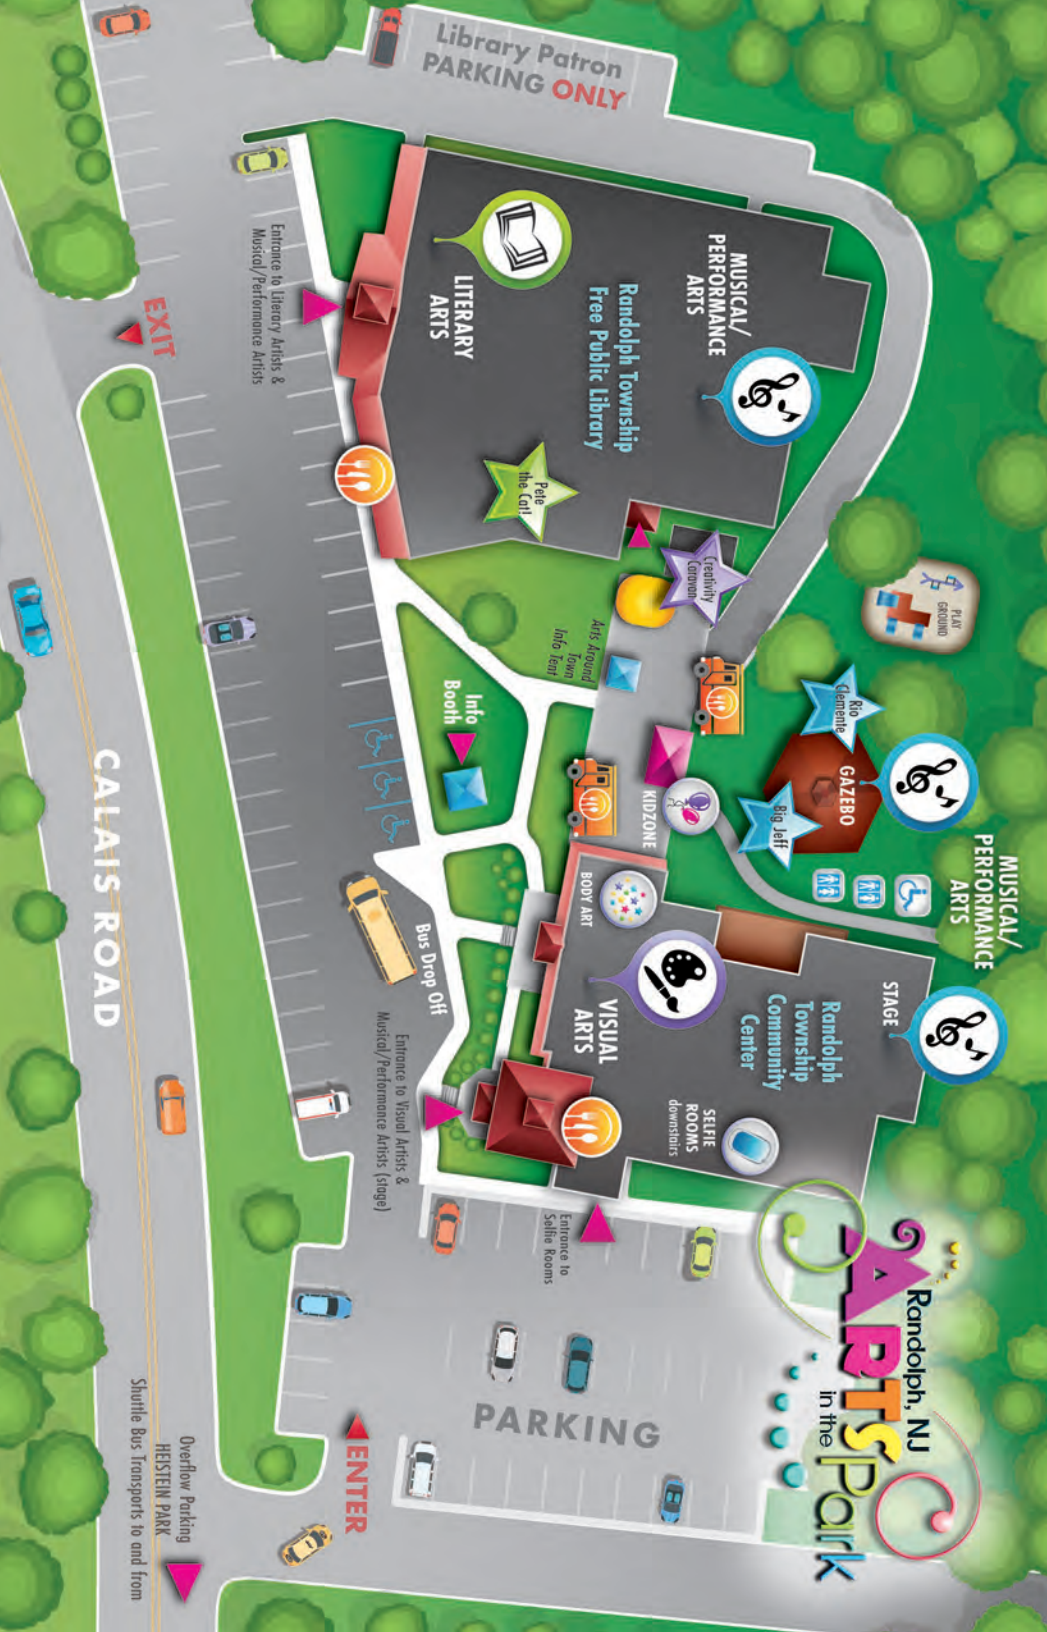 Library Patron
PARKING ONLY
Entrance to Literary Artists &
Musical/Performance Artists
EXIT
LITERARY
ARTS
MUSICAL/
PERFORMANCE
ARTS
Randolph Township
Free Public Library
Pete
the Cat!
Creativity
Caravan
Arts Around
Town
Info Tent
Info
Booth
PLAY
GROUND
Rio
Clemente
GAZEBO
Big Jeff
MUSICAL/
PERFORMANCE
ARTS
KIDZONE
BODY ART
VISUAL
ARTS
STAGE
Randolph
Township
Community
Center
SELFIE
ROOMS
downstairs
Bus Drop Off
Entrance to Visual Artists &
Musical/Performance Artists (stage)
Entrance to
Selfie Rooms
CALAIS ROAD
PARKING
ENTER
Overflow Parking
HEISTEIN PARK
Shuttle Bus Transports to and from
Randolph, NJ
ARTS
in the Park